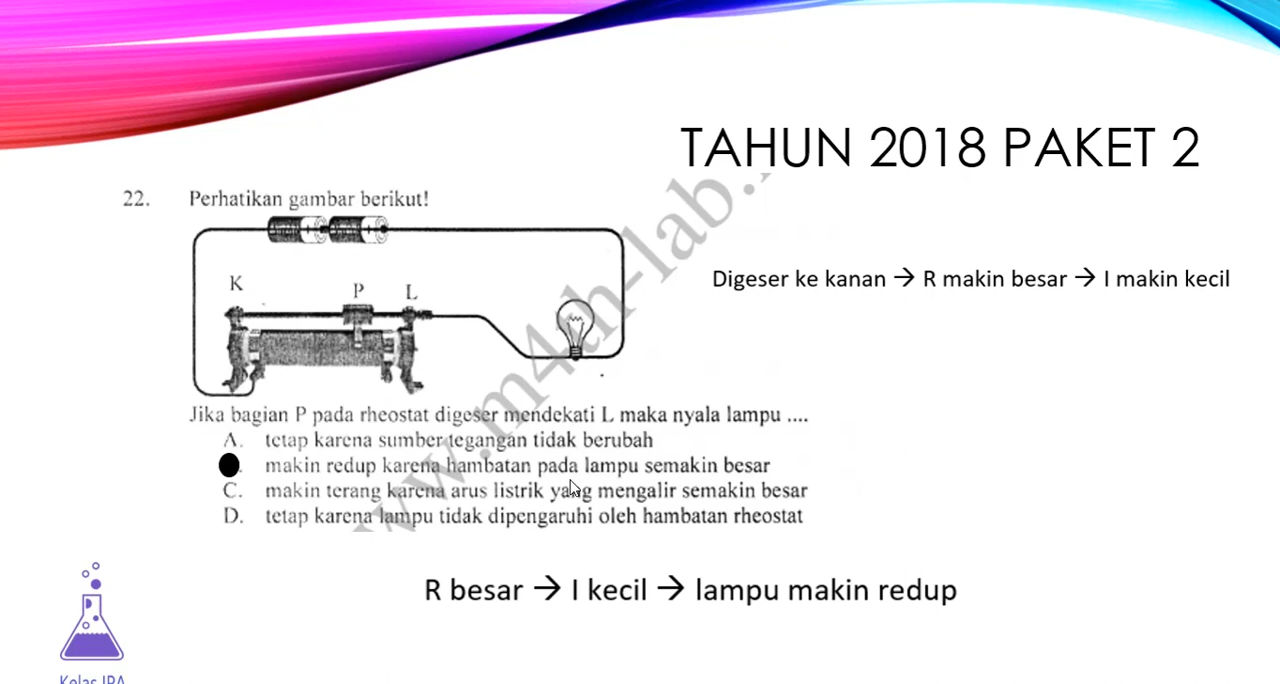 TAHUN 2018 PAKET 2
22. Perhatikan gambar berikut!
K
P
L
Digeser ke kanan → R makin besar → I makin kecil
Jika bagian P pada rheostat digeser mendekati L maka nyala lampu ....
A. tetap karena sumber tegangan tidak berubah
makin redup karena hambatan pada lampu semakin besar
C. makin terang karena arus listrik yang mengalir semakin besar
D. tetap karena lampu tidak dipengaruhi oleh hambatan rheostat
R besar → I kecil → lampu makin redup
Kelas IPA